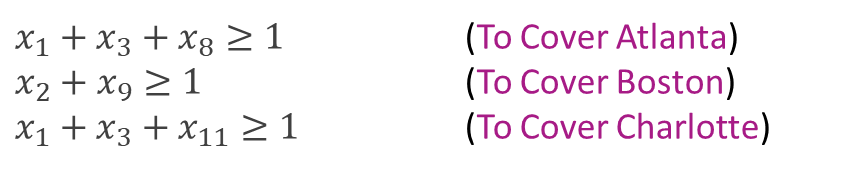 x₁ + x₃ + x₈ ≥ 1 (To Cover Atlanta)
x₂ + x₉ ≥ 1 (To Cover Boston)
x₁ + x₃ + x₁₁ ≥ 1 (To Cover Charlotte)